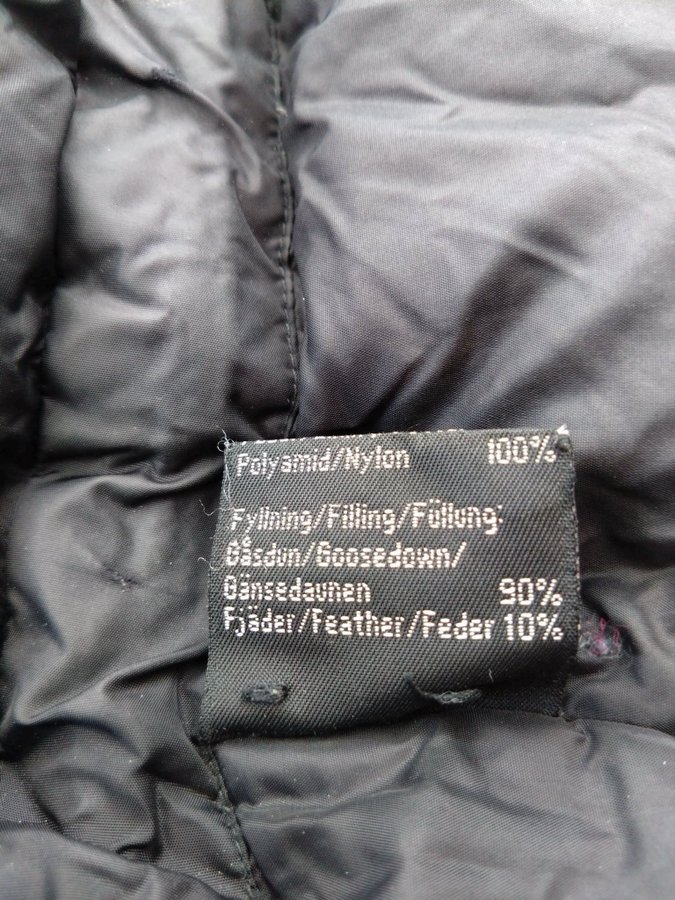 Polyamid/Nylon 100%
Fyllning/Filling/Füllung:
Gåsdun/Goosedown/
Gänsedaunen 90%
Fjäder/Feather/Feder 10%